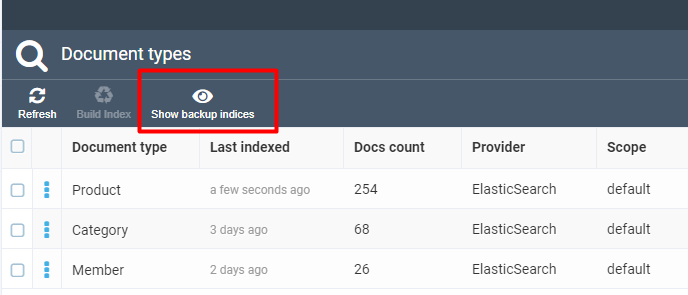 Document types
Refresh Build Index Show backup indices
Document type Last indexed Docs count Provider Scope
Product a few seconds ago 254 ElasticSearch default
Category 3 days ago 68 ElasticSearch default
Member 2 days ago 26 ElasticSearch default